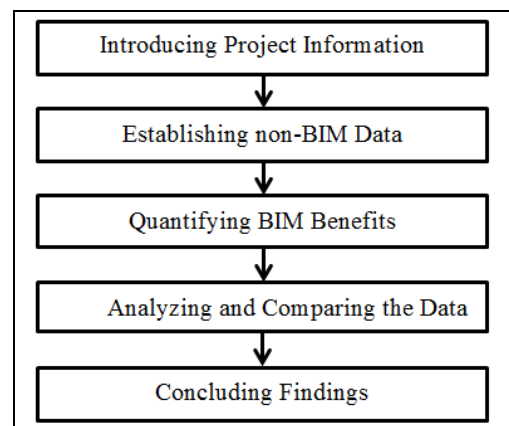 Introducing Project Information
Establishing non-BIM Data
Quantifying BIM Benefits
Analyzing and Comparing the Data
Concluding Findings